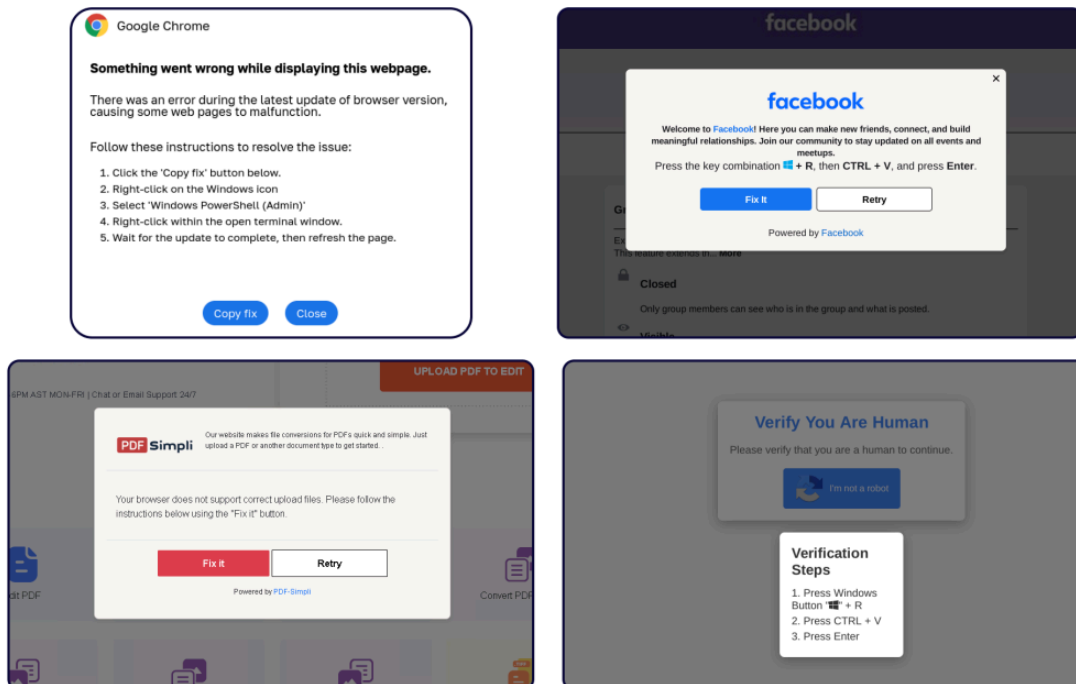 Google Chrome
Something went wrong while displaying this webpage.
There was an error during the latest update of browser version,
causing some web pages to malfunction.
Follow these instructions to resolve the issue:
1. Click the 'Copy fix' button below.
2. Right-click on the Windows icon
3. Select 'Windows PowerShell (Admin)'
4. Right-click within the open terminal window.
5. Wait for the update to complete, then refresh the page.
Copy fix
Close
facebook
facebook
Welcome to Facebook! Here you can make new friends, connect, and build
meaningful relationships. Join our community to stay updated on all events and
meetups.
Press the key combination + R, then CTRL + V, and press Enter.
Fix It
Retry
Powered by Facebook
This feature extends in... More
Closed
Only group members can see who is in the group and what is posted.
Visible
UPLOAD PDF TO EDIT
6PM AST MON-FRI | Chat or Email Support 24/7
PDF Simpli
Our website makes file conversions for PDFs quick and simple. Just
upload a PDF or another document type to get started. .
Your browser does not support correct upload files. Please follow the
instructions below using the "Fix it" button.
Fix it
Retry
Powered by PDF-Simpli
dit PDF
Convert PDF
Verify You Are Human
Please verify that you are a human to continue.
I'm not a robot
Verification
Steps
1. Press Windows
Button "" + R
2. Press CTRL + V
3. Press Enter